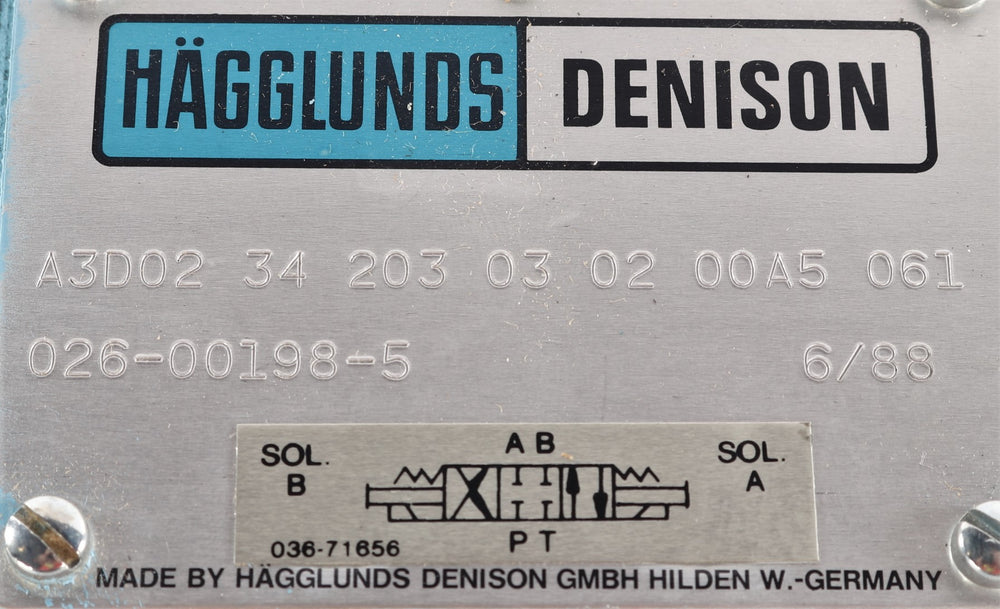 HÄGGLUNDS DENISON
A3D02 34 203 03 02 00A5 061
026-00198-5 6/88
A B
SOL. B
SOL. A
P T
036-71656
MADE BY HÄGGLUNDS DENISON GMBH HILDEN W.-GERMANY